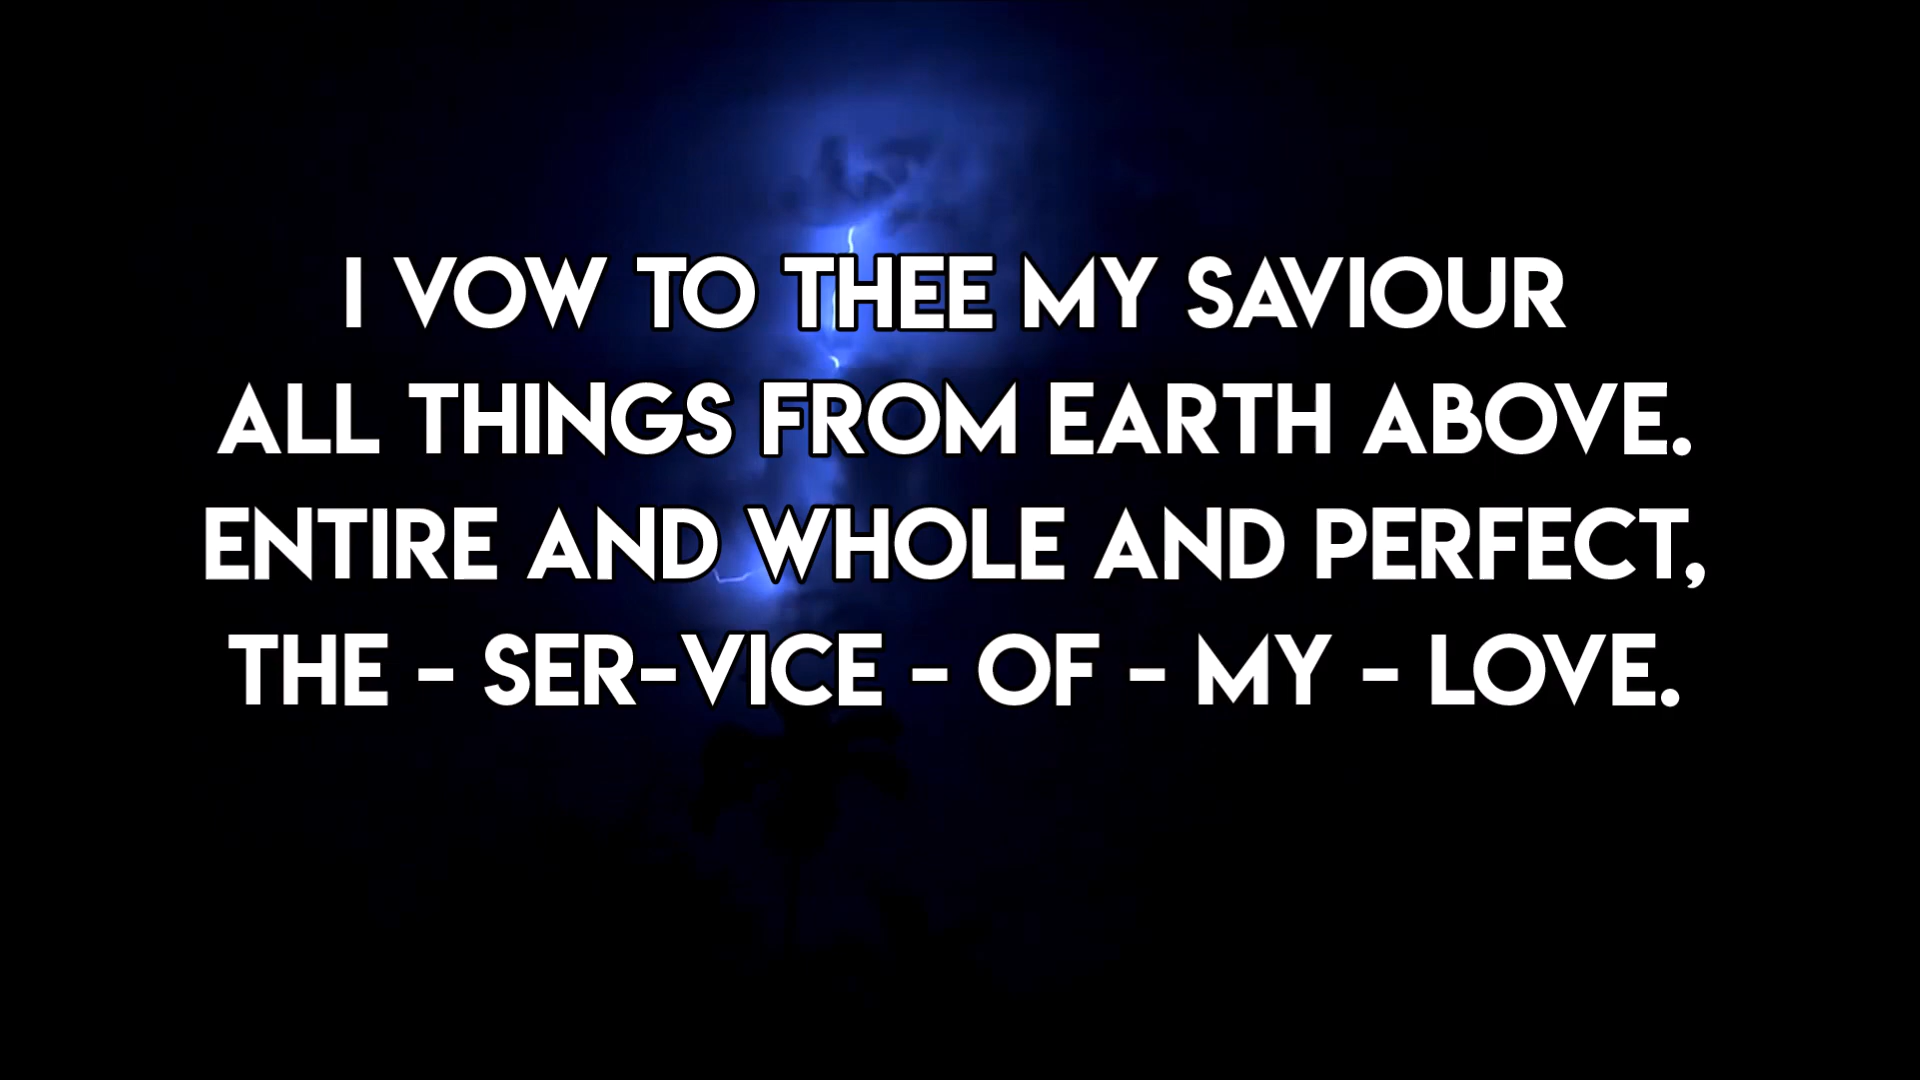 I VOW TO THEE MY SAVIOUR
ALL THINGS FROM EARTH ABOVE.
ENTIRE AND WHOLE AND PERFECT,
THE - SER-VICE - OF - MY - LOVE.